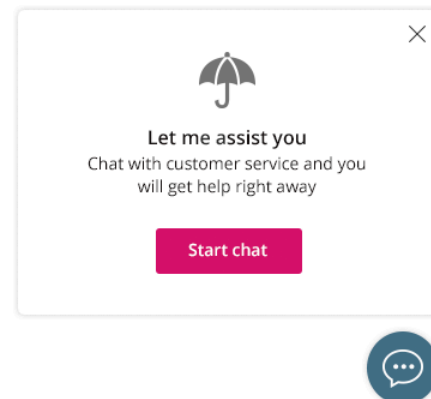 Let me assist you
Chat with customer service and you
will get help right away
Start chat